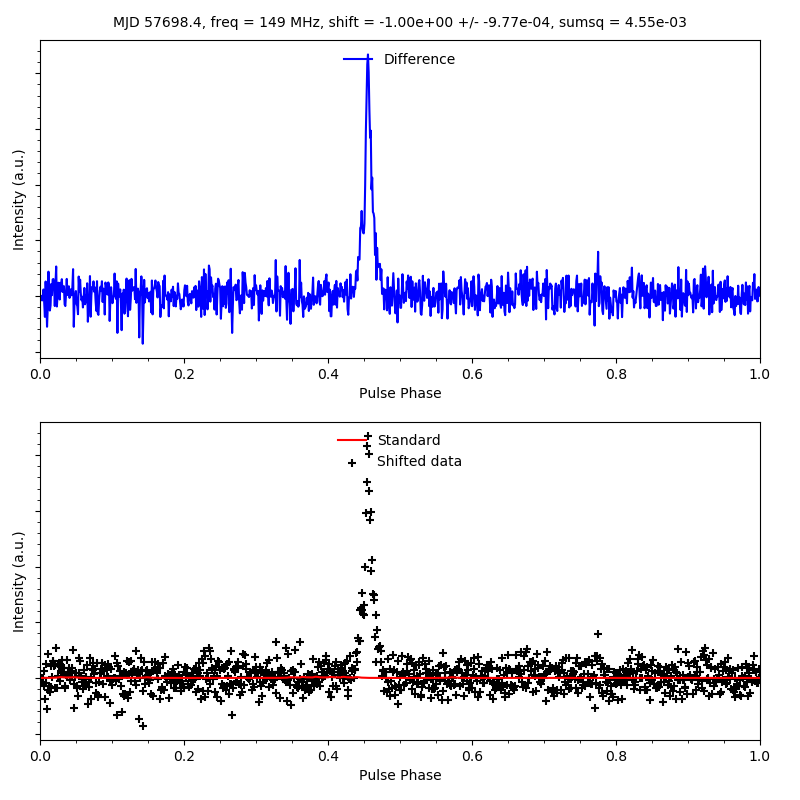 MJD 57698.4, freq = 149 MHz, shift = -1.00e+00 +/- -9.77e-04, sumsq = 4.55e-03
Difference
Intensity (a.u.)
0.0 0.2 0.4 0.6 0.8 1.0
Pulse Phase
Standard
Shifted data
Intensity (a.u.)
0.0 0.2 0.4 0.6 0.8 1.0
Pulse Phase